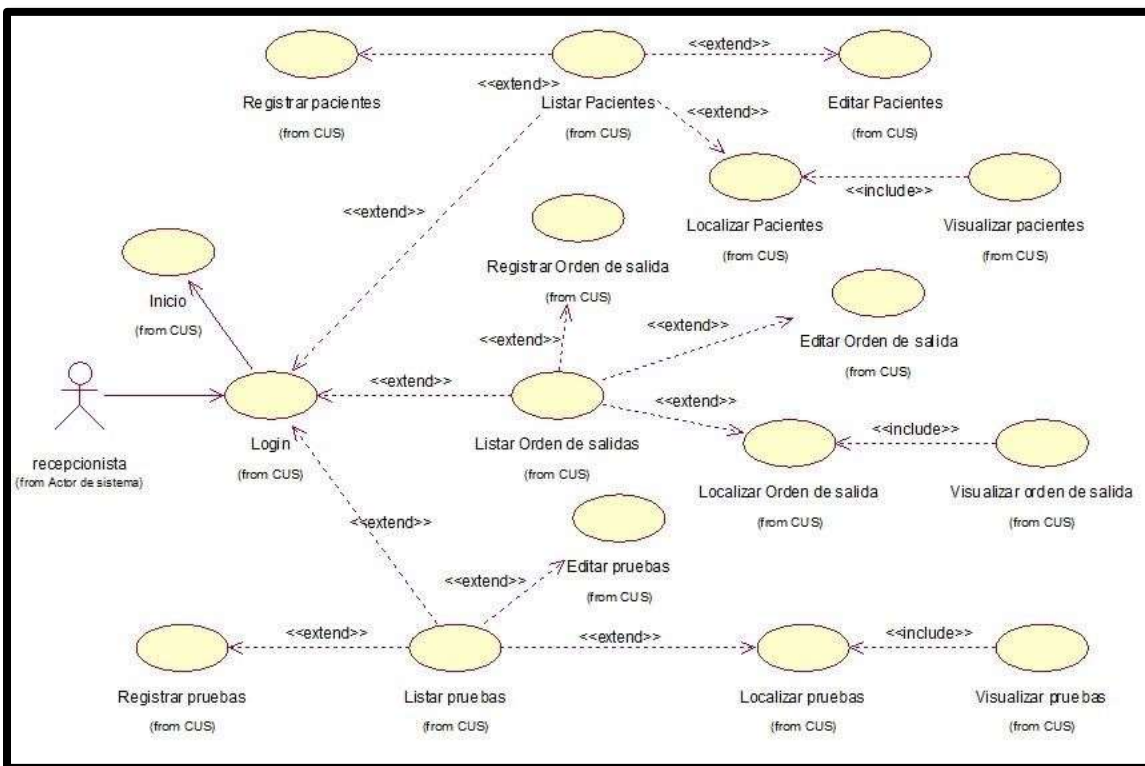 <<extend>>
Registrar pacientes
(from CUS)
<<extend>>
Listar Pacientes
(from CUS)
Editar Pacientes
(from CUS)
<<extend>>
<<extend>>
<<include>>
Localizar Pacientes
(from CUS)
Visualizar pacientes
(from CUS)
Registrar Orden de salida
(from CUS)
Inicio
(from CUS)
<<extend>>
<<extend>>
Editar Orden de salida
(from CUS)
<<extend>>
<<extend>>
<<include>>
recepcionista
(from Actor de sistema)
Login
(from CUS)
Listar Orden de salidas
(from CUS)
Localizar Orden de salida
(from CUS)
Visualizar orden de salida
(from CUS)
<<extend>>
<<extend>>
Editar pruebas
(from CUS)
<<extend>>
<<extend>>
<<include>>
Registrar pruebas
(from CUS)
Listar pruebas
(from CUS)
Localizar pruebas
(from CUS)
Visualizar pruebas
(from CUS)